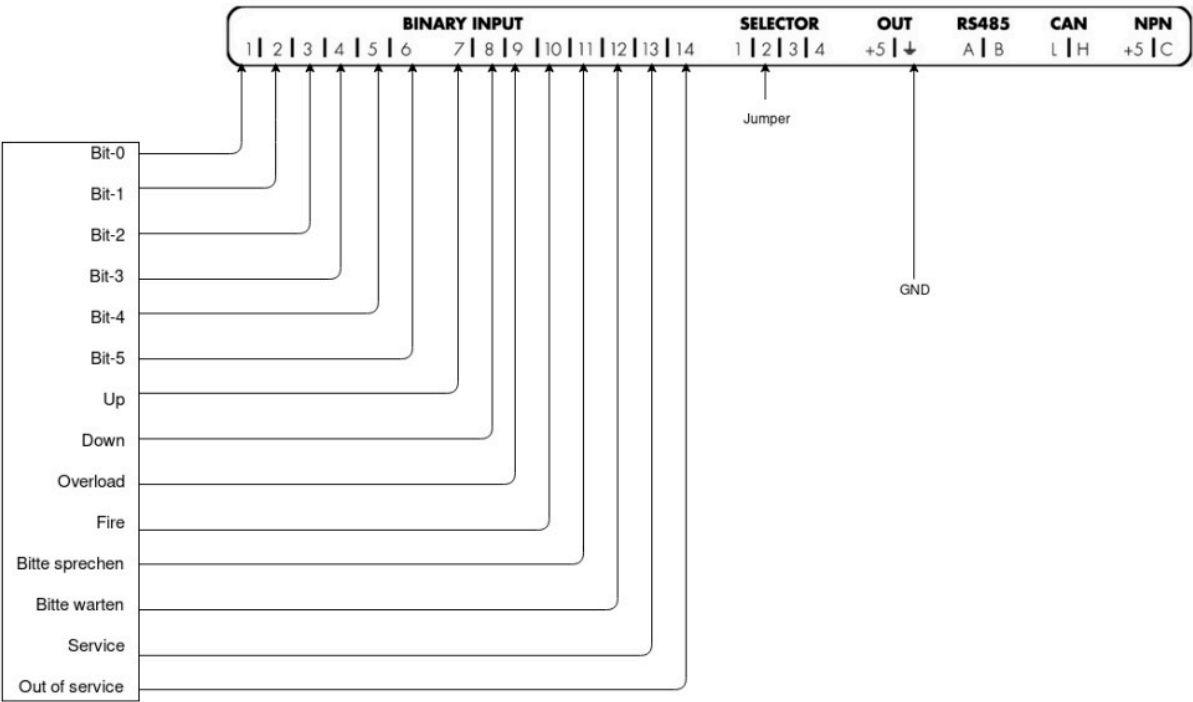 BINARY INPUT SELECTOR OUT RS485 CAN NPN
1 2 3 4 5 6 7 8 9 10 11 12 13 14 1 2 3 4 +5 ⏚ A B L H +5 C
Jumper
Bit-0
Bit-1
Bit-2
Bit-3
GND
Bit-4
Bit-5
Up
Down
Overload
Fire
Bitte sprechen
Bitte warten
Service
Out of service